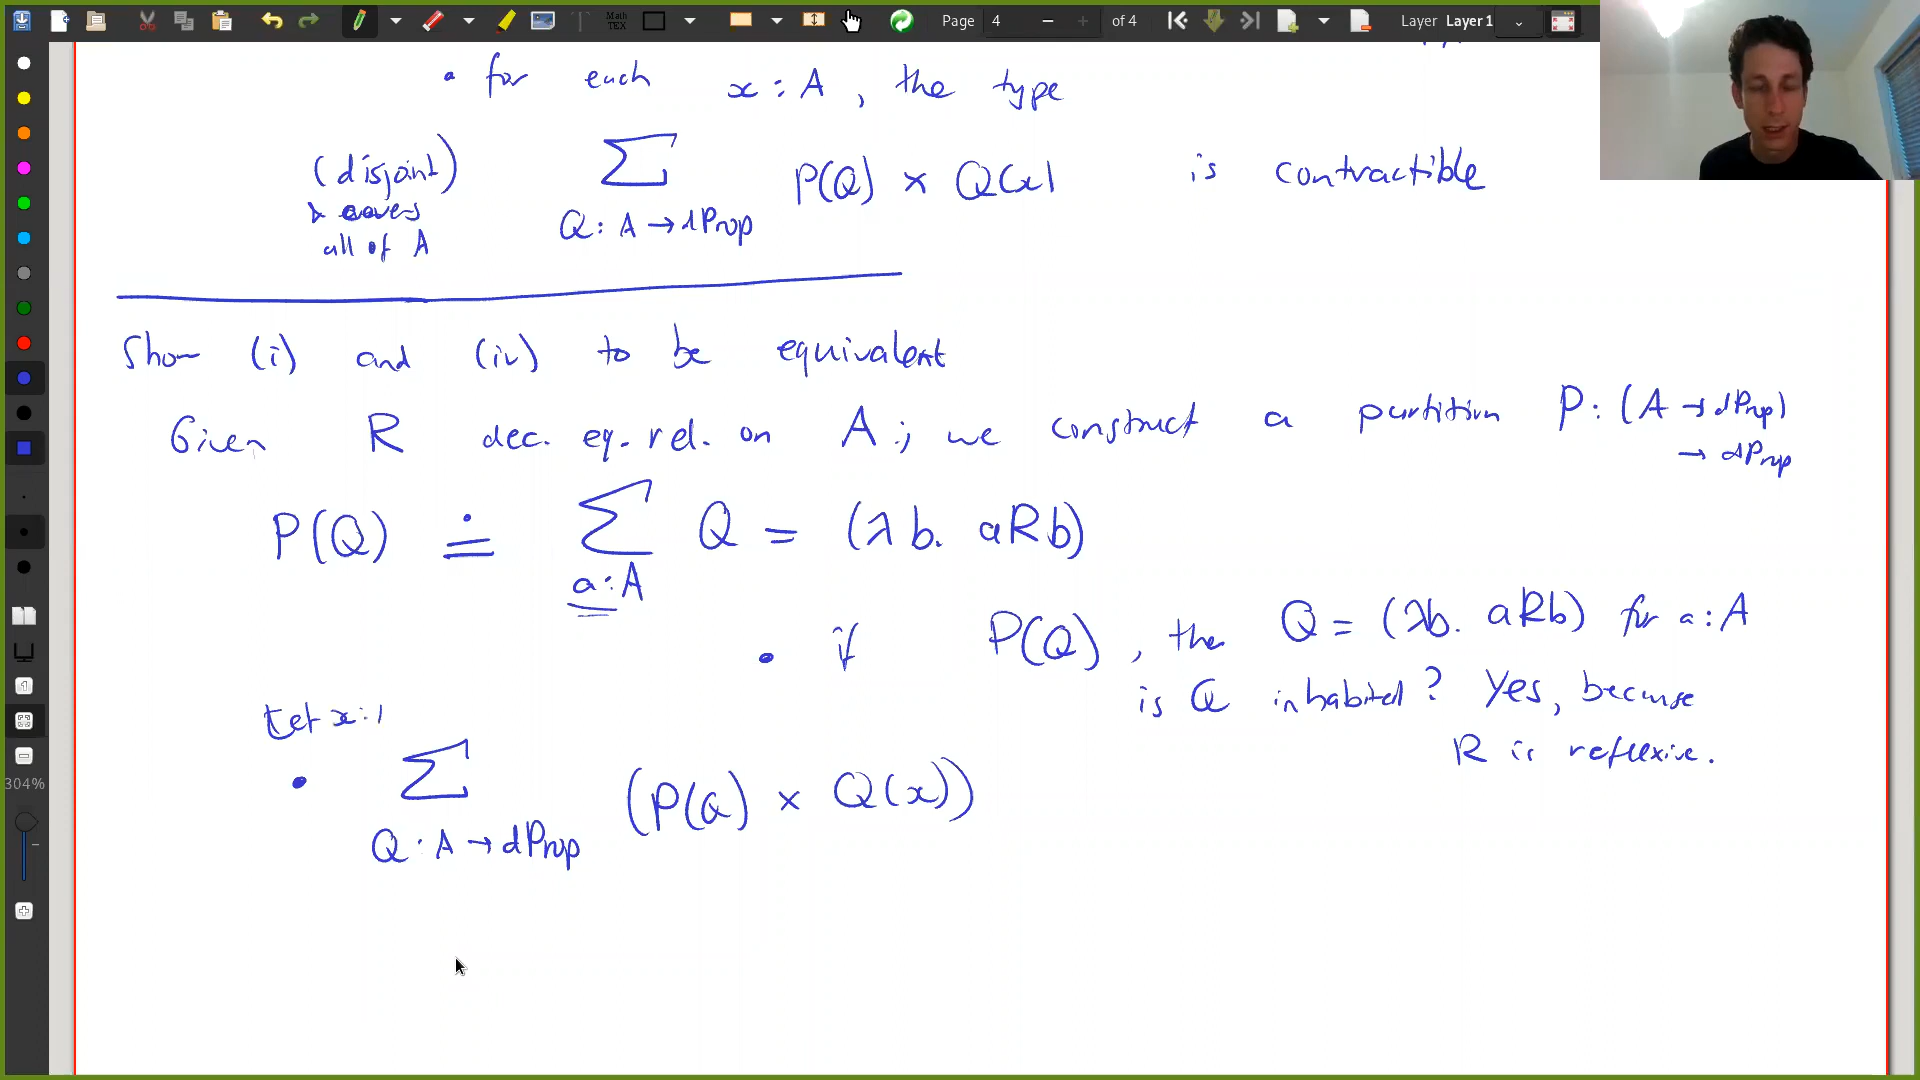 Page 4 of 4 Layer Layer 1
• for each x : A , the type
(disjoint) ∑ P(Q) × Q(x) is contractible
& covers Q : A → dProp
all of A
Show (i) and (iv) to be equivalent
Given R dec. eq. rel. on A ; we construct a partition P : (A → dProp)
→ dProp
P(Q) ≐ ∑ Q = (λ b. aRb)
a : A
• if P(Q) , then Q = (λb. aRb) for a : A
is Q inhabited? Yes, because
R is reflexive.
Let x :
• ∑ (P(Q) × Q(x))
Q : A → dProp
304%